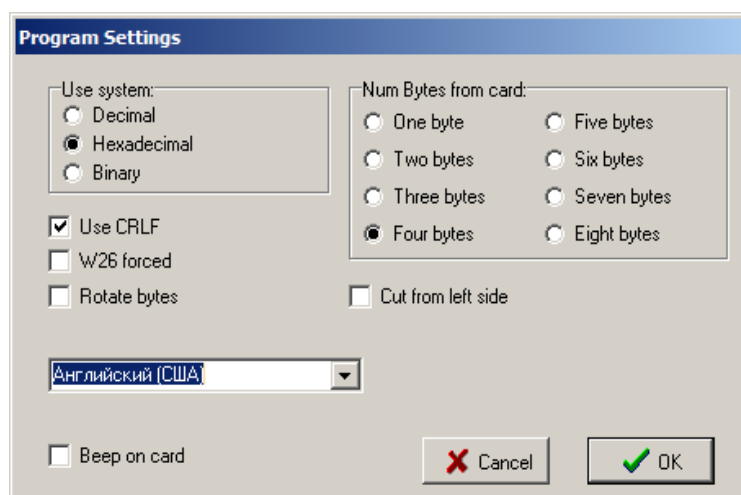 Program Settings
Use system:
Decimal
Hexadecimal
Binary
Num Bytes from card:
One byte
Two bytes
Three bytes
Four bytes
Five bytes
Six bytes
Seven bytes
Eight bytes
Use CRLF
W26 forced
Rotate bytes
Cut from left side
Английский (США)
Beep on card
Cancel
OK